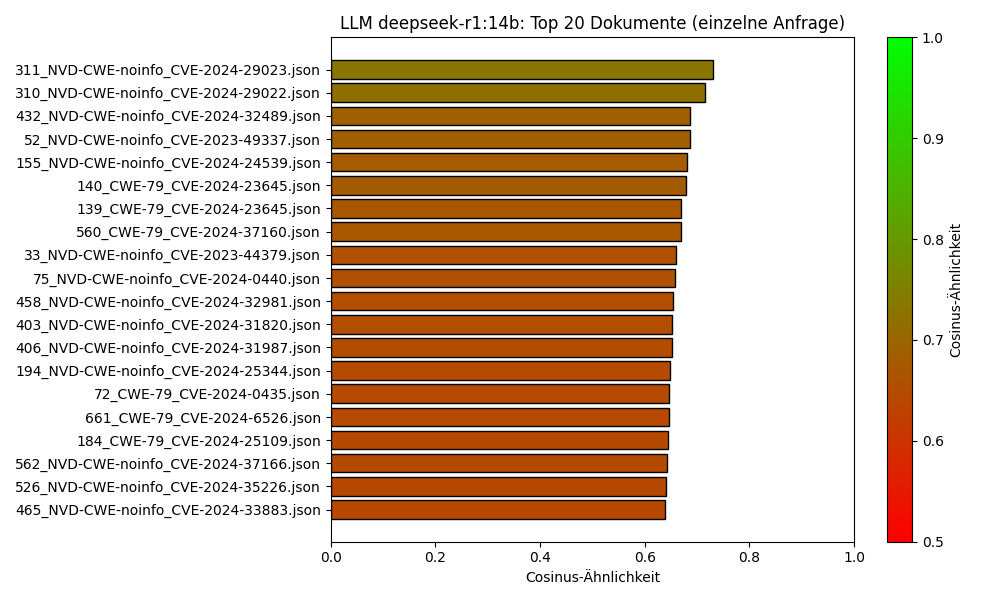 LLM deepseek-r1:14b: Top 20 Dokumente (einzelne Anfrage)
311_NVD-CWE-noinfo_CVE-2024-29023.json
310_NVD-CWE-noinfo_CVE-2024-29022.json
432_NVD-CWE-noinfo_CVE-2024-32489.json
52_NVD-CWE-noinfo_CVE-2023-49337.json
155_NVD-CWE-noinfo_CVE-2024-24539.json
140_CWE-79_CVE-2024-23645.json
139_CWE-79_CVE-2024-23645.json
560_CWE-79_CVE-2024-37160.json
33_NVD-CWE-noinfo_CVE-2023-44379.json
75_NVD-CWE-noinfo_CVE-2024-0440.json
458_NVD-CWE-noinfo_CVE-2024-32981.json
403_NVD-CWE-noinfo_CVE-2024-31820.json
406_NVD-CWE-noinfo_CVE-2024-31987.json
194_NVD-CWE-noinfo_CVE-2024-25344.json
72_CWE-79_CVE-2024-0435.json
661_CWE-79_CVE-2024-6526.json
184_CWE-79_CVE-2024-25109.json
562_NVD-CWE-noinfo_CVE-2024-37166.json
526_NVD-CWE-noinfo_CVE-2024-35226.json
465_NVD-CWE-noinfo_CVE-2024-33883.json
0.0 0.2 0.4 0.6 0.8 1.0
Cosinus-Ähnlichkeit
1.0
0.9
0.8
0.7
0.6
0.5
Cosinus-Ähnlichkeit